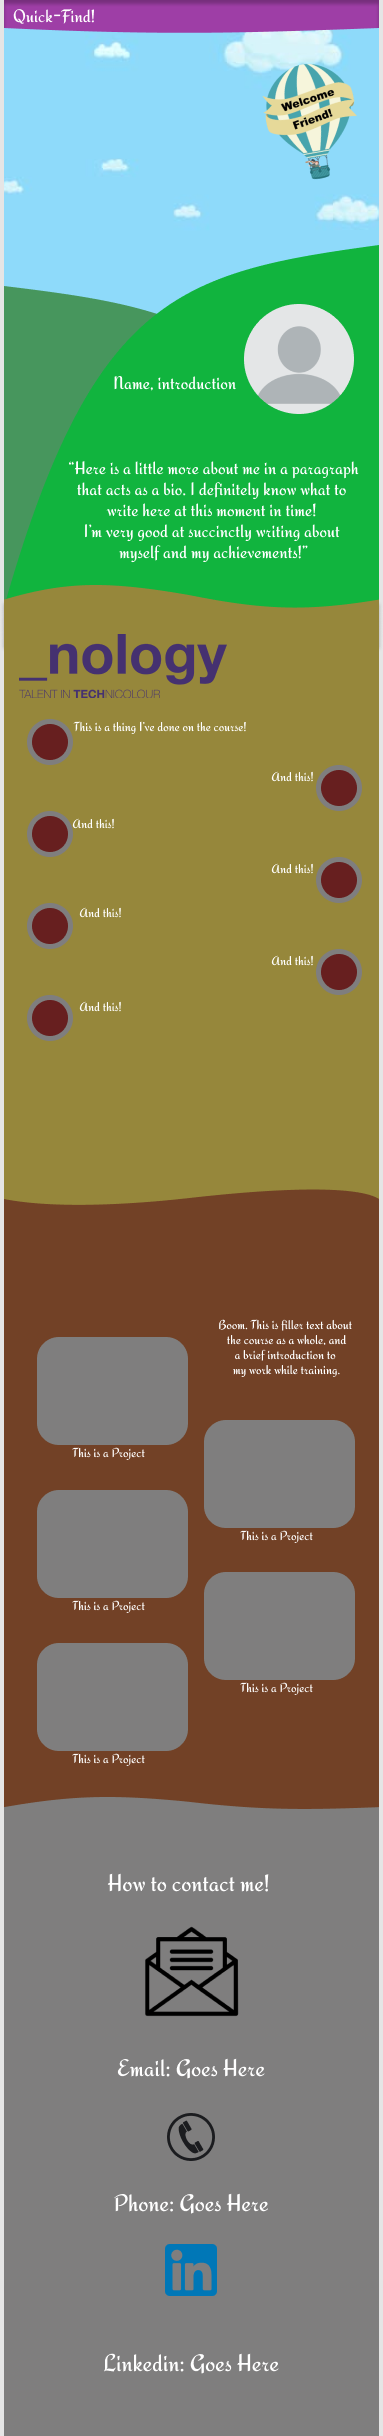 Quick-Find!
Welcome
Friend!
Name, introduction
"Here is a little more about me in a paragraph
that acts as a bio. I definitely know what to
write here at this moment in time!
I'm very good at succinctly writing about
myself and my achievements!"
_nology
TALENT IN TECHNICOLOUR
This is a thing I've done on the course!
And this!
And this!
And this!
And this!
And this!
And this!
Boom. This is filler text about
the course as a whole, and
a brief introduction to
my work while training.
This is a Project
This is a Project
This is a Project
This is a Project
This is a Project
How to contact me!
Email: Goes Here
Phone: Goes Here
in
Linkedin: Goes Here